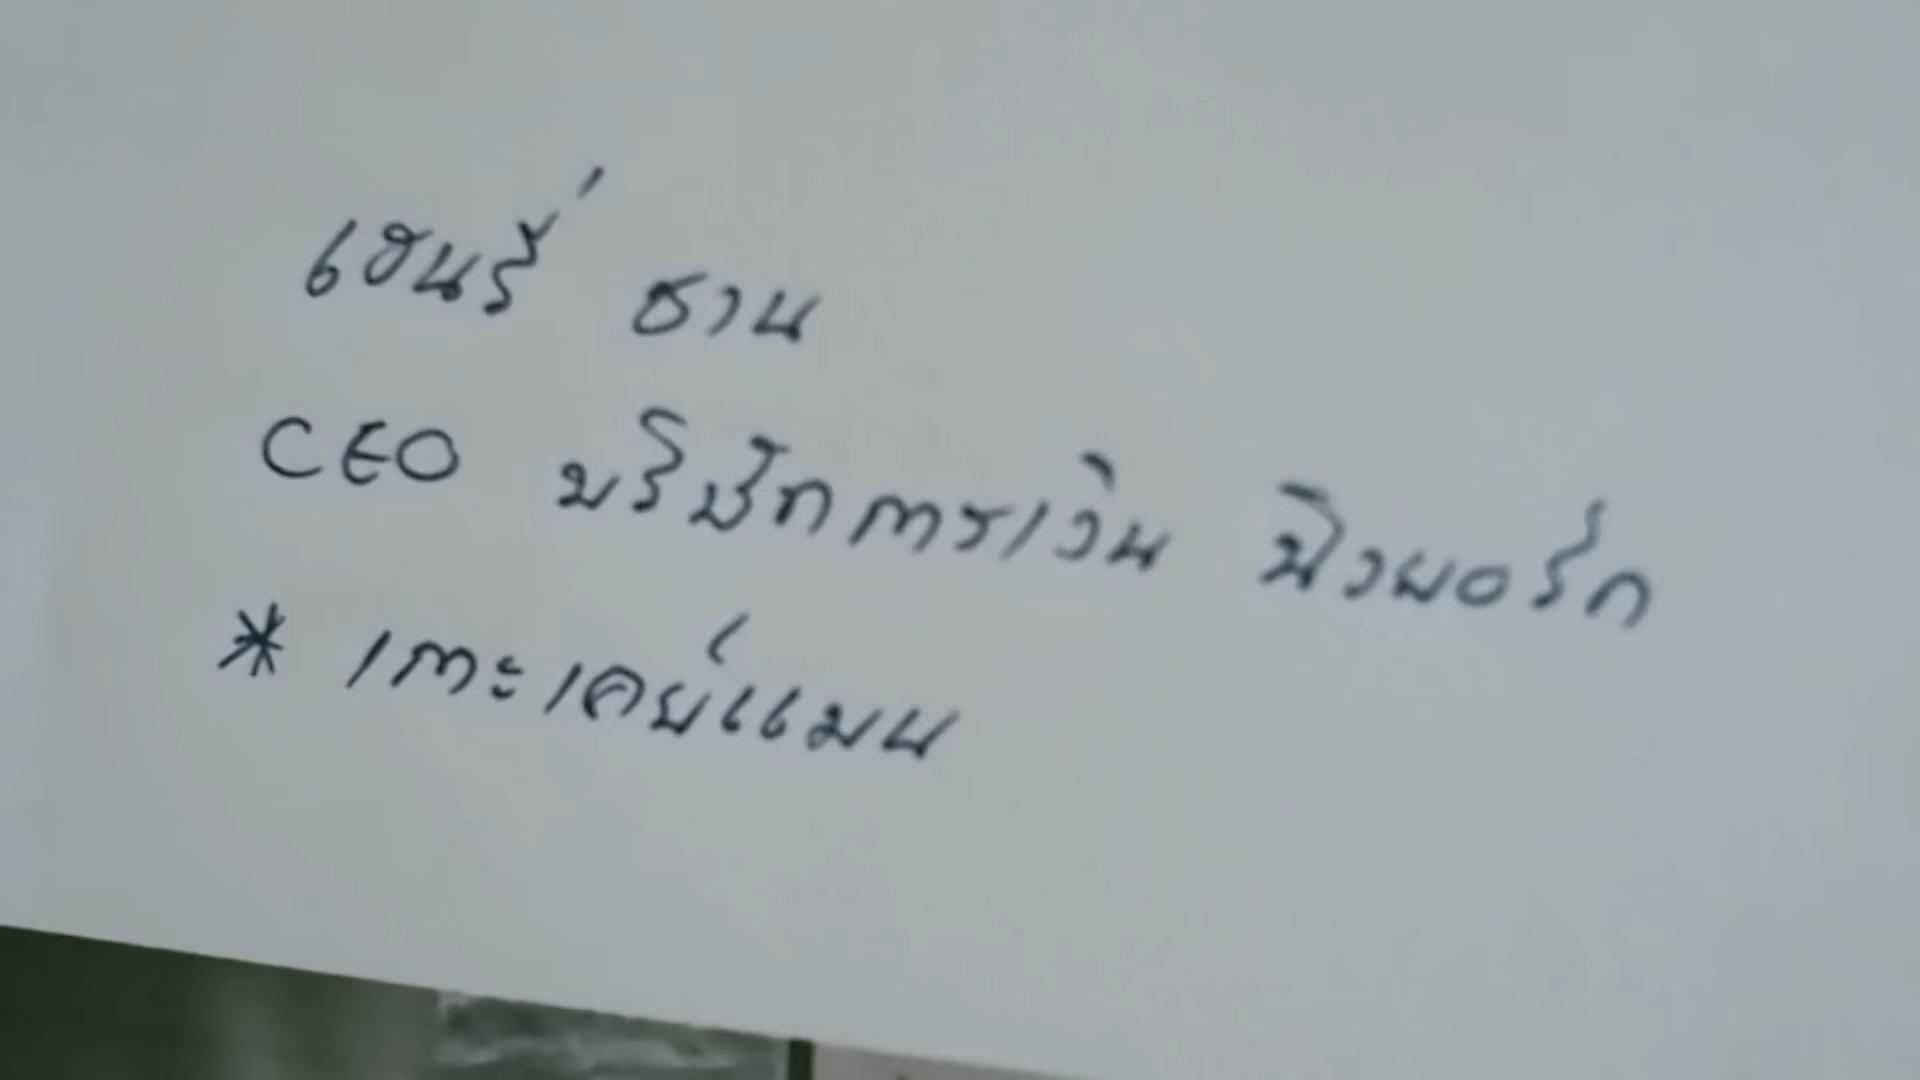 เฮนรี่ ชาน
CEO บริษัทการเงิน นิวยอร์ก
* เกาะเคย์แมน